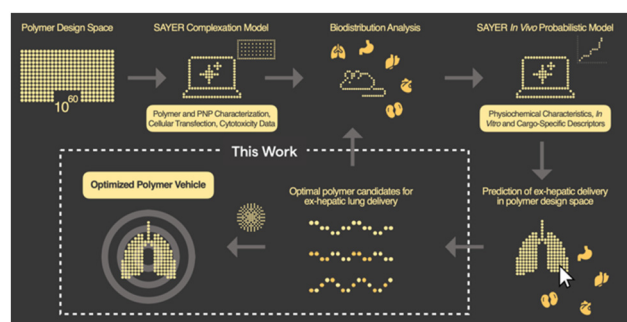 Polymer Design Space
SAYER Complexation Model
Biodistribution Analysis
SAYER In Vivo Probabilistic Model
10^60
Polymer and PNP Characterization,
Cellular Transfection, Cytotoxicity Data
Physiochemical Characteristics, In
Vitro and Cargo-Specific Descriptors
This Work
Optimized Polymer Vehicle
Optimal polymer candidates for
ex-hepatic lung delivery
Prediction of ex-hepatic delivery
in polymer design space